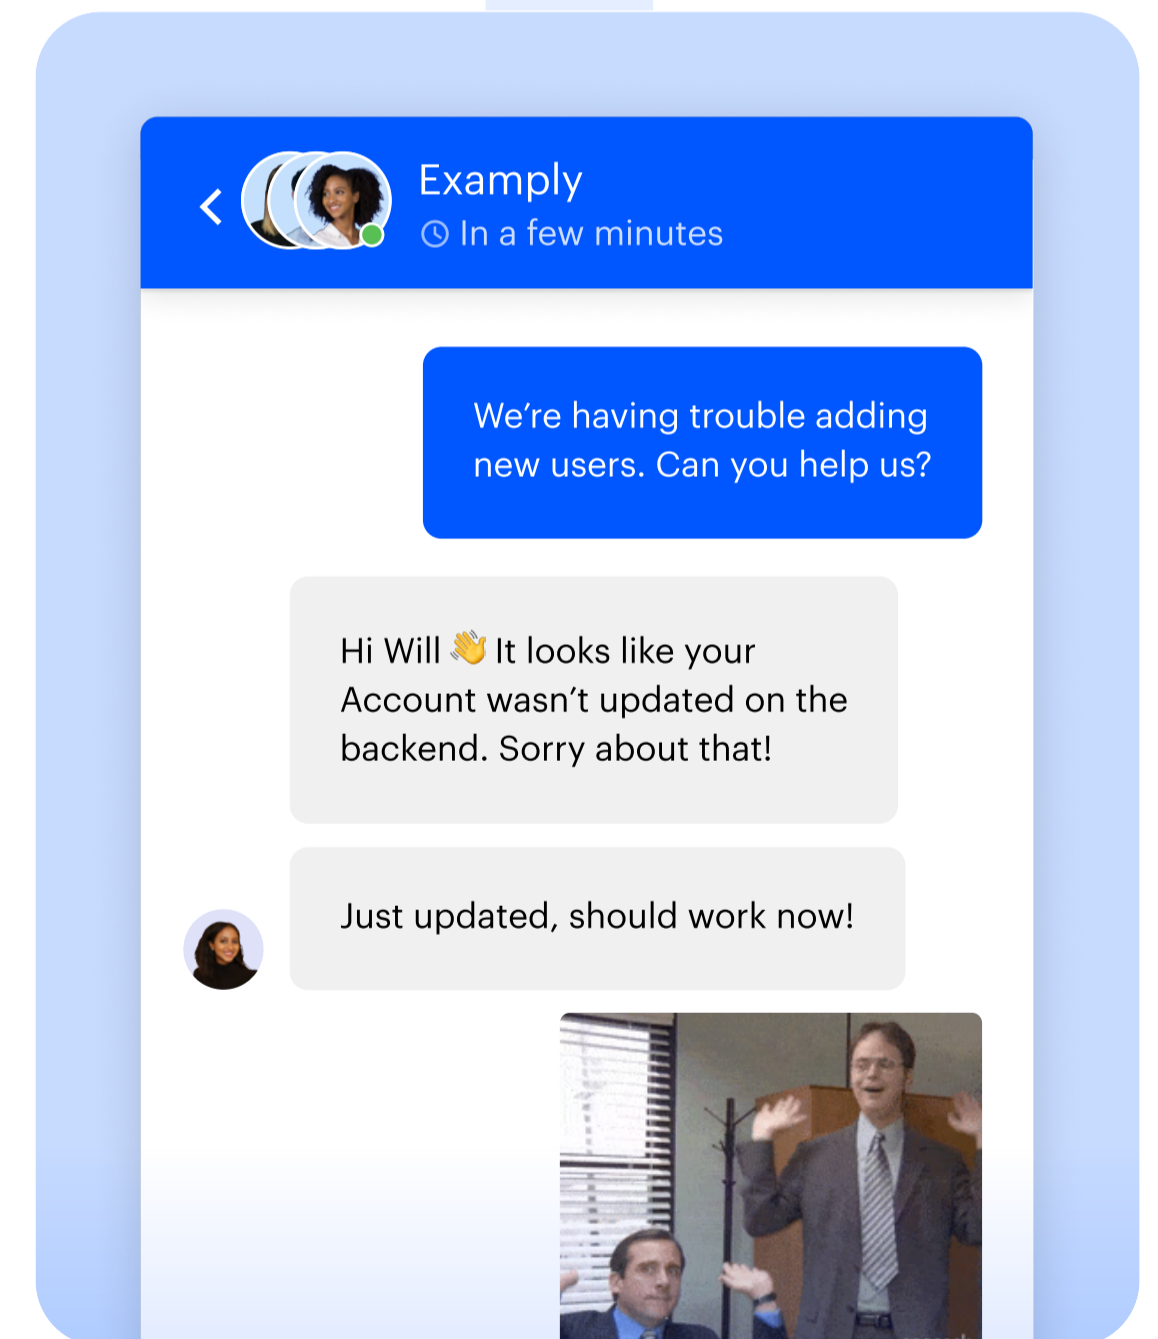 Examply
In a few minutes
We’re having trouble adding
new users. Can you help us?
Hi Will 👋 It looks like your
Account wasn’t updated on the
backend. Sorry about that!
Just updated, should work now!